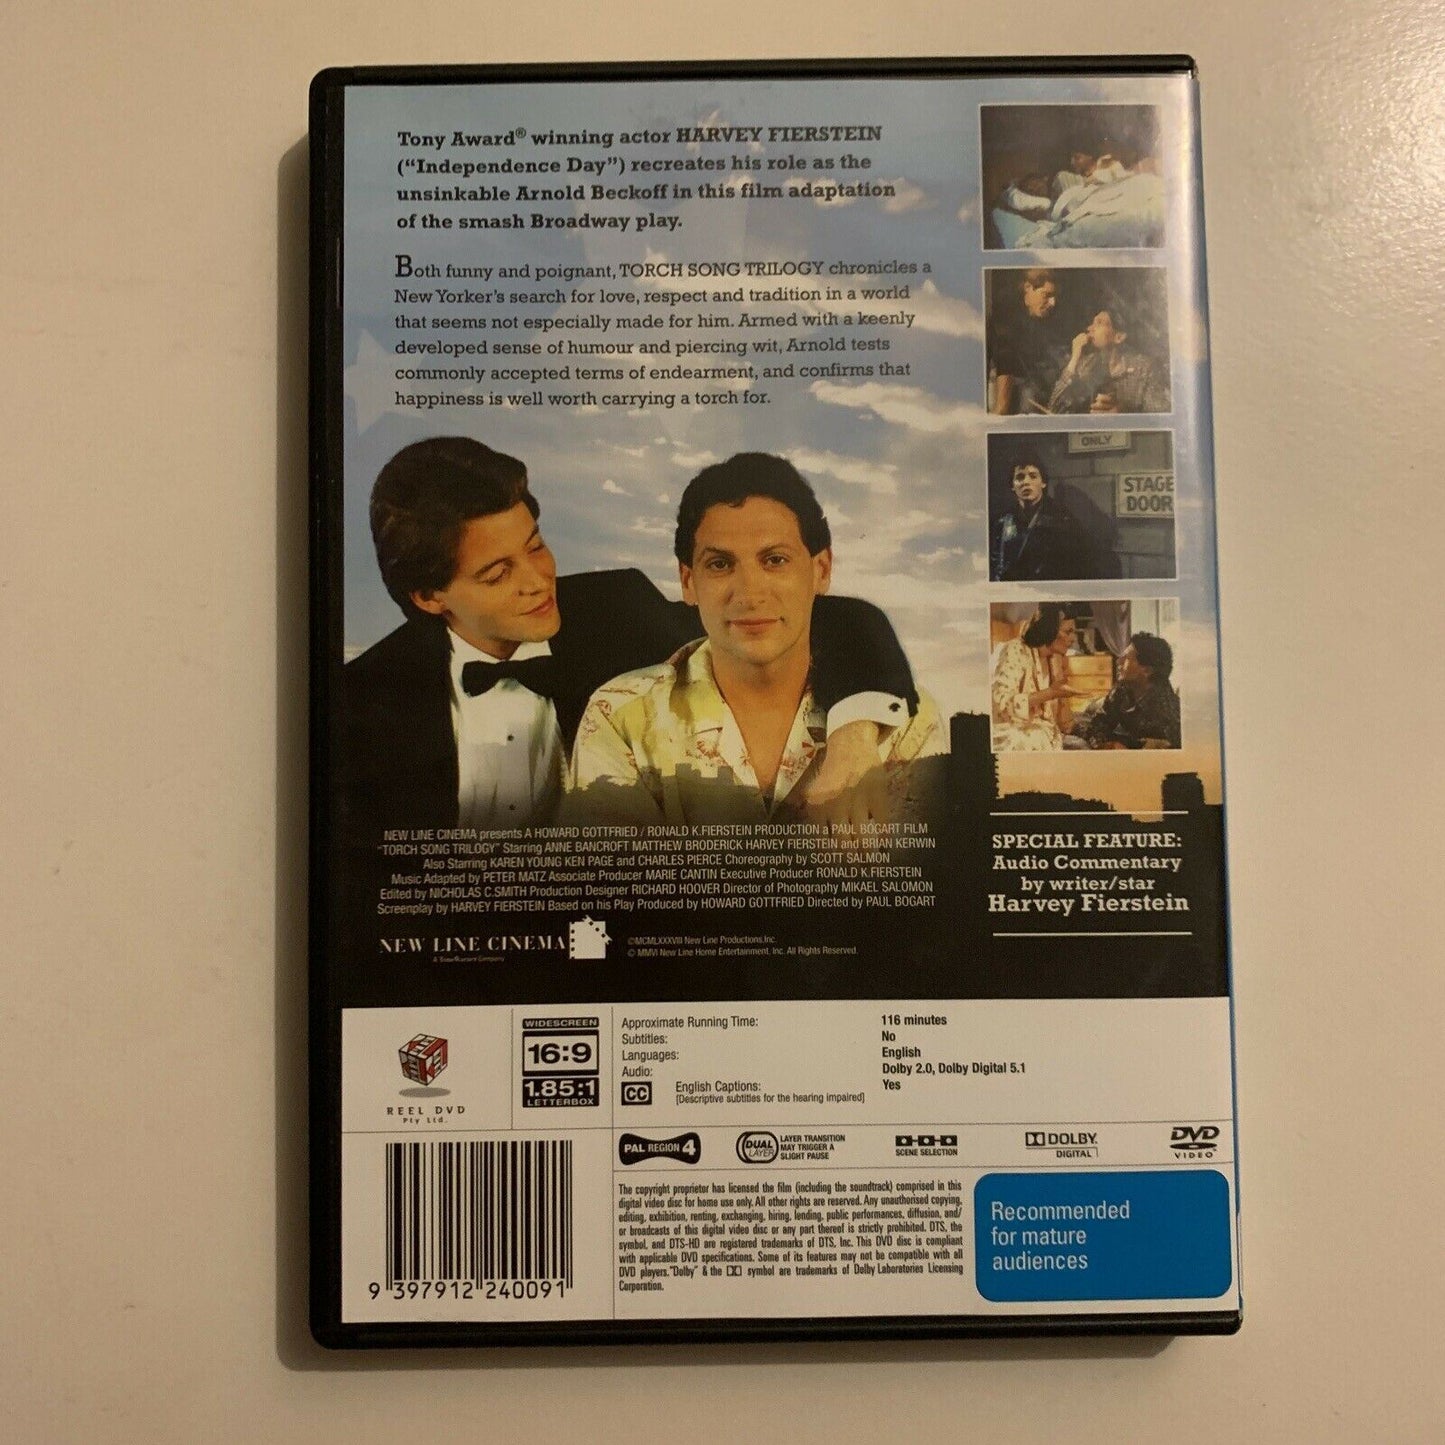 Tony Award® winning actor HARVEY FIERSTEIN
("Independence Day") recreates his role as the
unsinkable Arnold Beckoff in this film adaptation
of the smash Broadway play.
Both funny and poignant, TORCH SONG TRILOGY chronicles a
New Yorker's search for love, respect and tradition in a world
that seems not especially made for him. Armed with a keenly
developed sense of humour and piercing wit, Arnold tests
commonly accepted terms of endearment, and confirms that
happiness is well worth carrying a torch for.
ONLY
STAGE
DOOR
NEW LINE CINEMA presents A HOWARD GOTTFRIED / RONALD K.FIERSTEIN PRODUCTION a PAUL BOGART FILM
"TORCH SONG TRILOGY" Starring ANNE BANCROFT MATTHEW BRODERICK HARVEY FIERSTEIN and BRIAN KERWIN
Also Starring KAREN YOUNG KEN PAGE and CHARLES PIERCE Choreography by SCOTT SALMON
Music Adapted by PETER MATZ Associate Producer MARIE CANTIN Executive Producer RONALD K.FIERSTEIN
Edited by NICHOLAS C.SMITH Production Designer RICHARD HOOVER Director of Photography MIKAEL SALOMON
Screenplay by HARVEY FIERSTEIN Based on his Play Produced by HOWARD GOTTFRIED Directed by PAUL BOGART
NEW LINE CINEMA
A TimeWarner Company
©MCMLXXXVIII New Line Productions,Inc.
© MMVI New Line Home Entertainment, Inc. All Rights Reserved.
SPECIAL FEATURE:
Audio Commentary
by writer/star
Harvey Fierstein
REEL DVD
Pty Ltd.
WIDESCREEN
16:9
1.85:1
LETTERBOX
Approximate Running Time: 116 minutes
Subtitles: No
Languages: English
Audio: Dolby 2.0, Dolby Digital 5.1
CC English Captions: Yes
[Descriptive subtitles for the hearing impaired]
PAL REGION 4
DUAL LAYER
LAYER TRANSITION
MAY TRIGGER A
SLIGHT PAUSE
SCENE SELECTION
DOLBY
DIGITAL
DVD
VIDEO
The copyright proprietor has licensed the film (including the soundtrack) comprised in this
digital video disc for home use only. All other rights are reserved. Any unauthorised copying,
editing, exhibition, renting, exchanging, hiring, lending, public performances, diffusion, and/
or broadcasts of this digital video disc or any part thereof is strictly prohibited. DTS, the
symbol, and DTS-HD are registered trademarks of DTS, Inc. This DVD disc is compliant
with applicable DVD specifications. Some of its features may not be compatible with all
DVD players. "Dolby" & the symbol are trademarks of Dolby Laboratories Licensing
Corporation.
Recommended
for mature
audiences
9 397912 240091